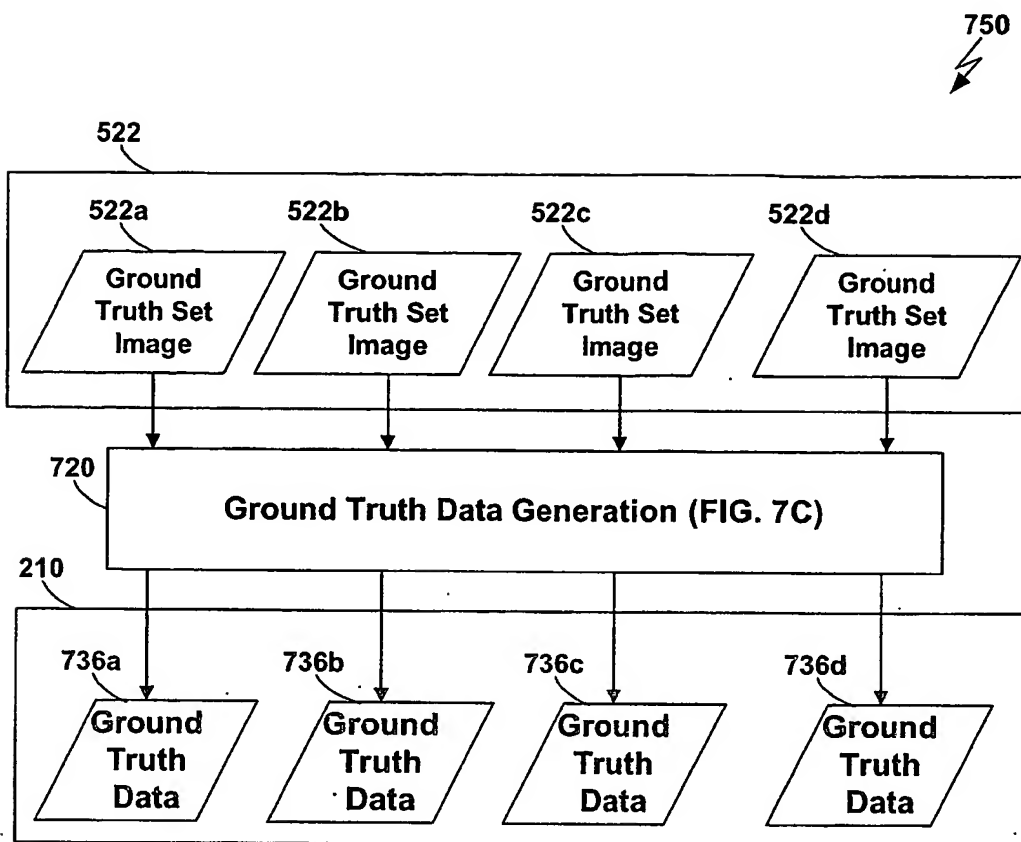 750
522
522a
522b
522c
522d
Ground
Truth Set
Image
Ground
Truth Set
Image
Ground
Truth Set
Image
Ground
Truth Set
Image
720
Ground Truth Data Generation (FIG. 7C)
210
736a
736b
736c
736d
Ground
Truth
Data
Ground
Truth
Data
Ground
Truth
Data
Ground
Truth
Data